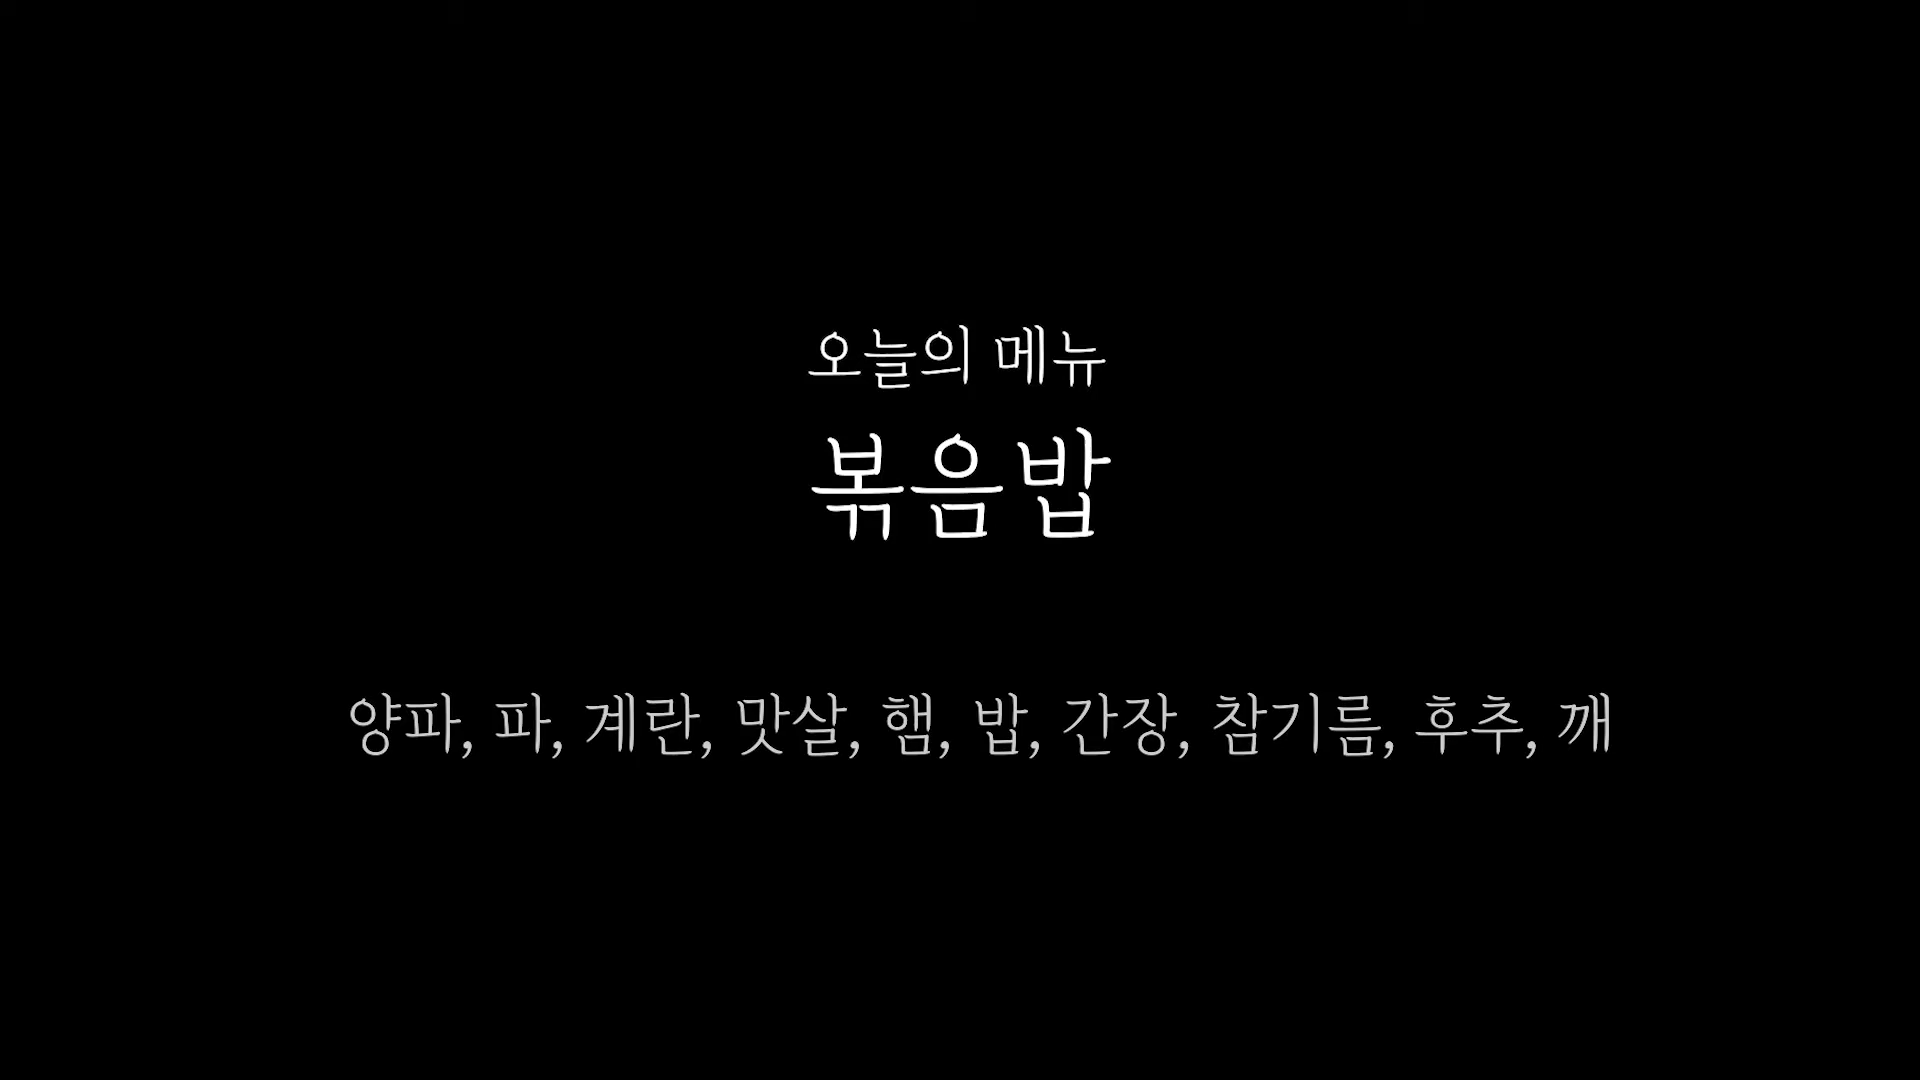 오늘의 메뉴
볶음밥
양파, 파, 계란, 맛살, 햄, 밥, 간장, 참기름, 후추, 깨